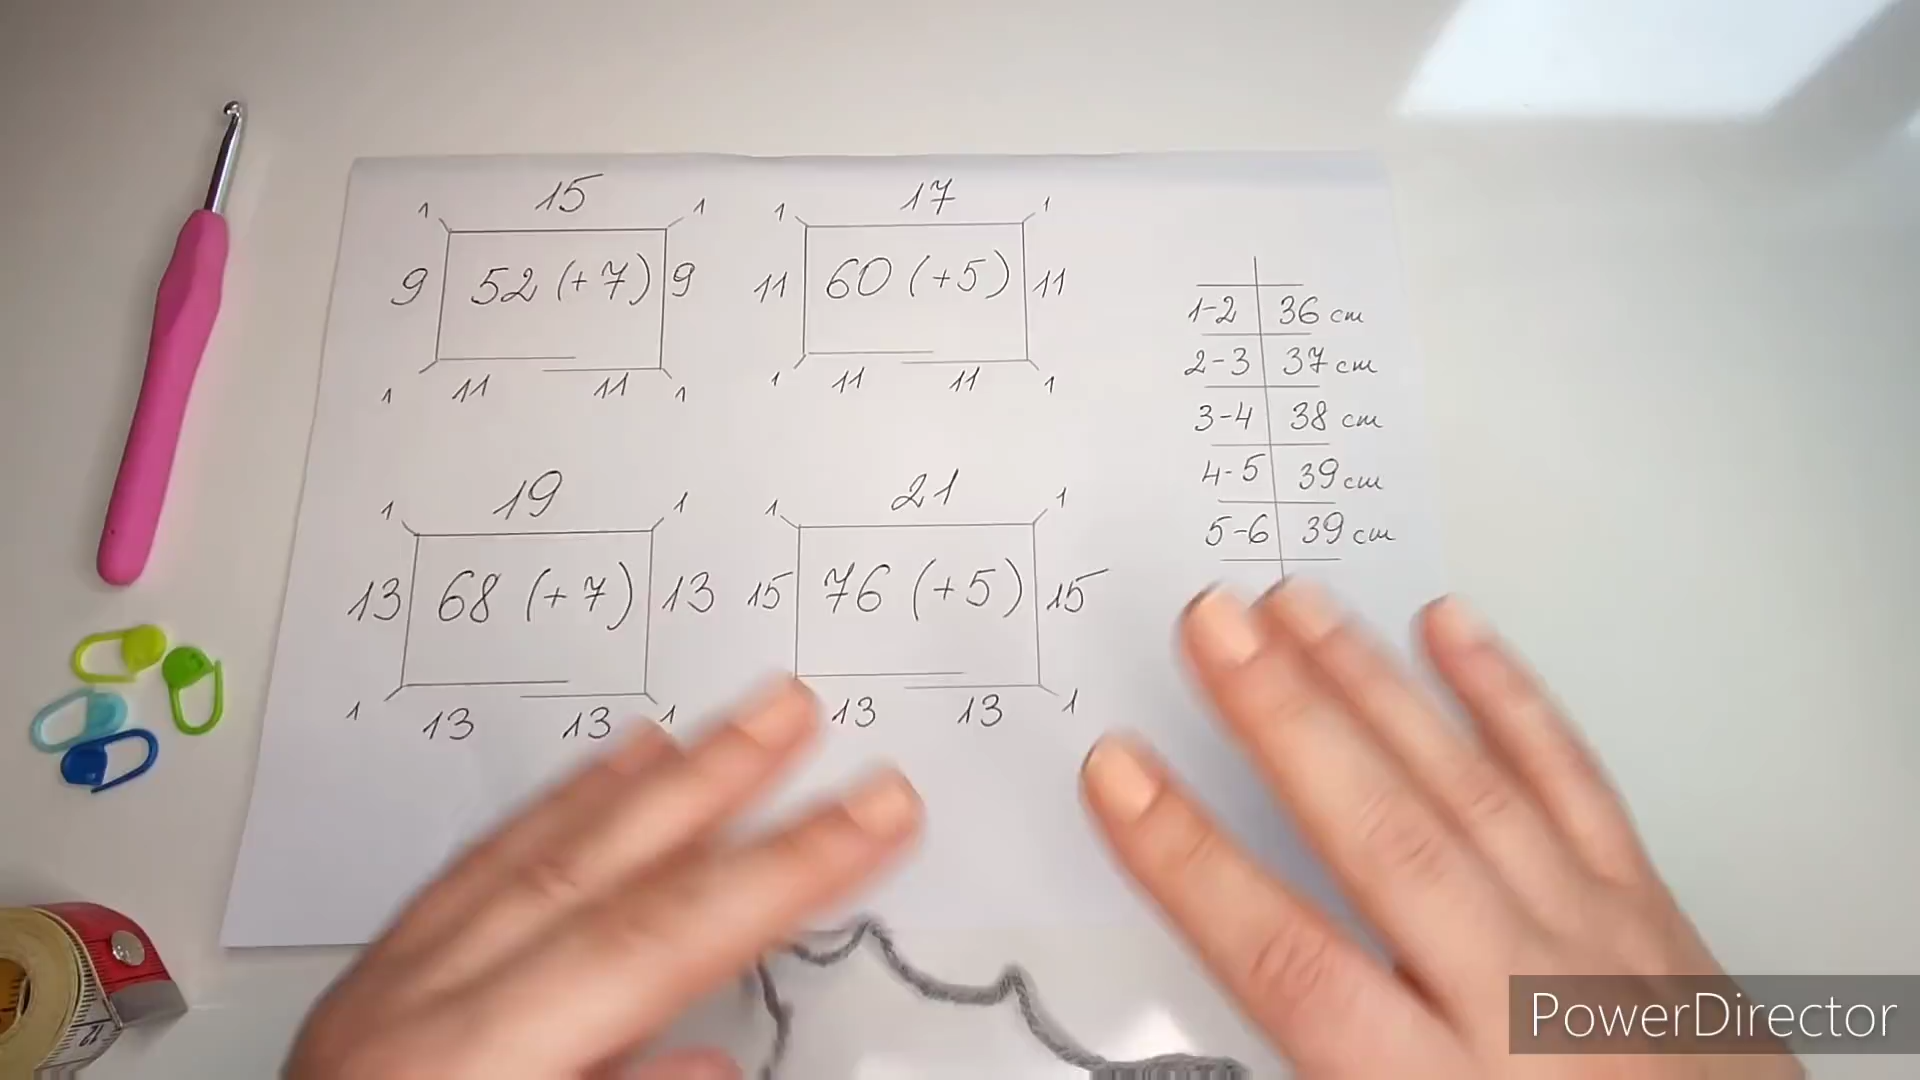 15
1 1
9 52 (+7) 9
1 11 11 1
17
1 1
11 60 (+5) 11
1 11 11 1
19
1 1
13 68 (+7) 13
1 13 13 1
21
1 1
15 76 (+5) 15
13 13 1
1-2 36 cm
2-3 37 cm
3-4 38 cm
4-5 39 cm
5-6 39 cm
12
PowerDirector